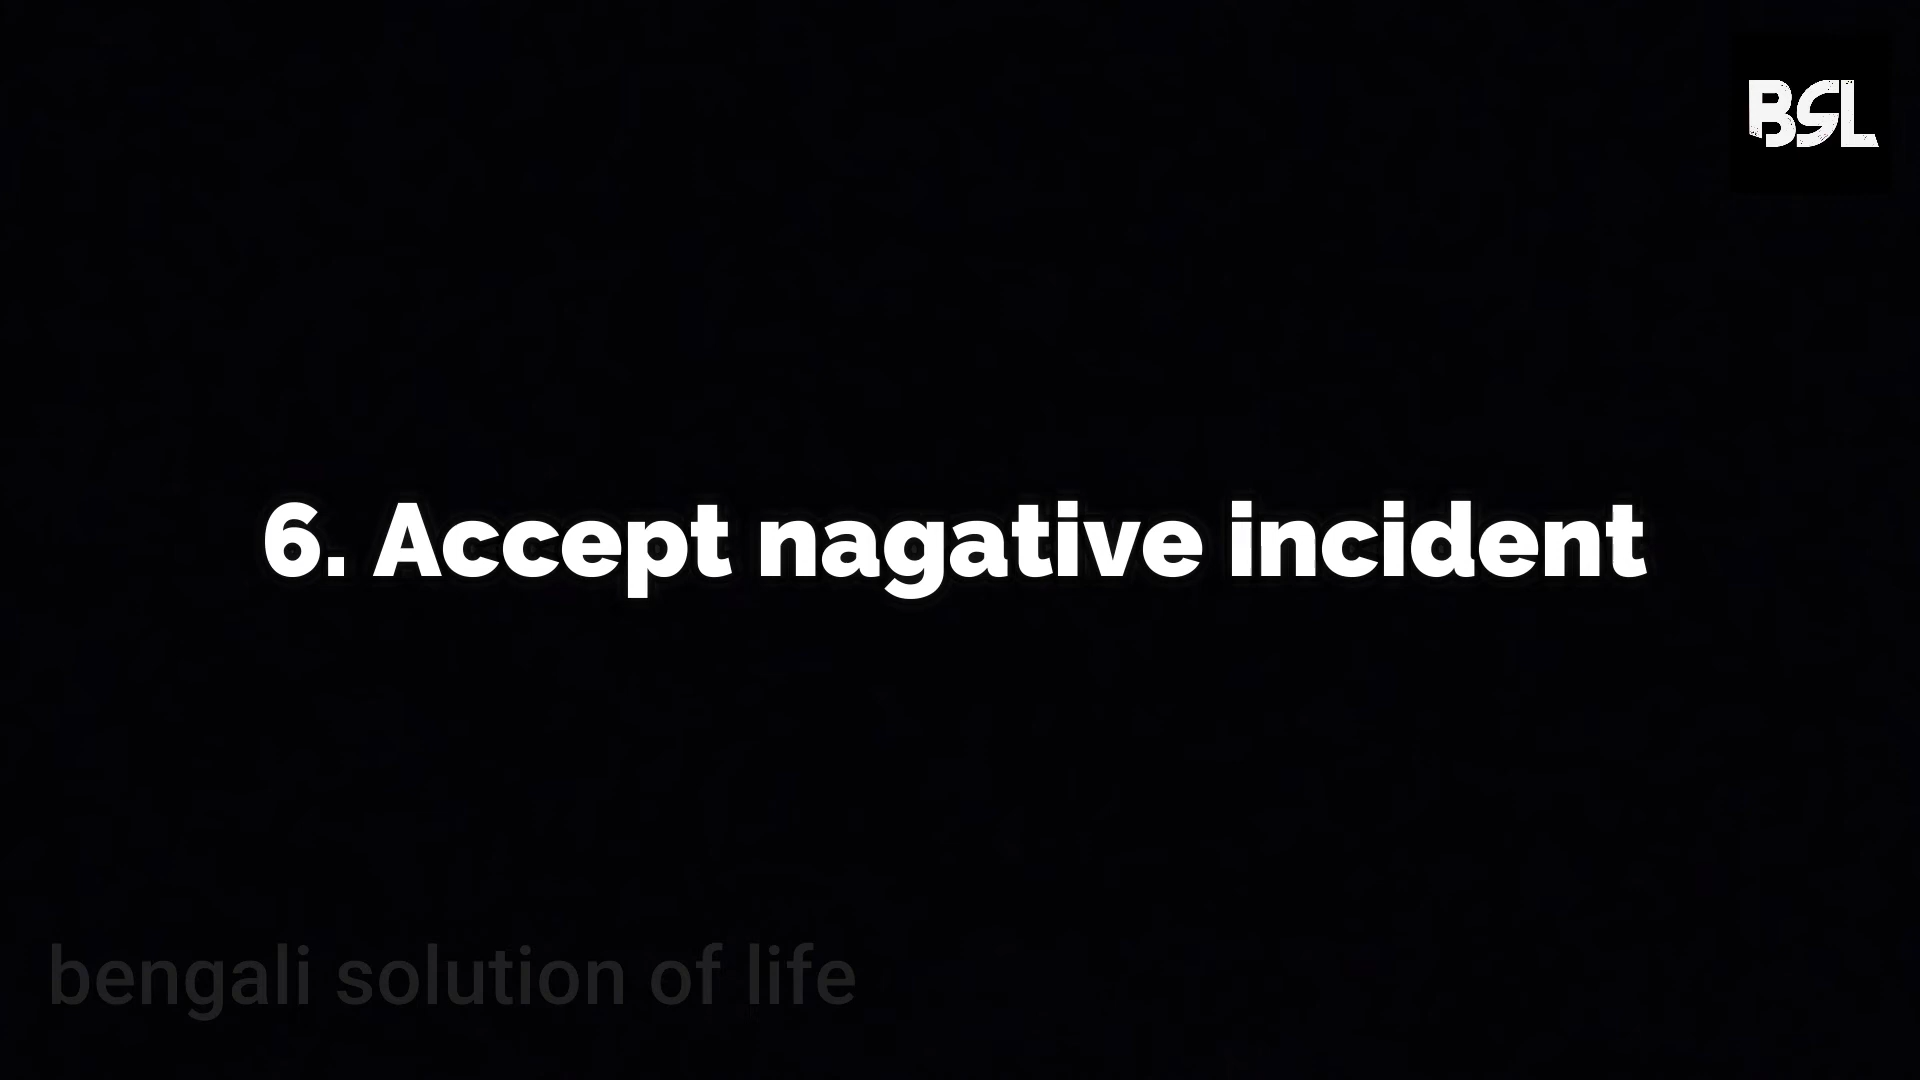 BSL
6. Accept nagative incident
bengali solution of life